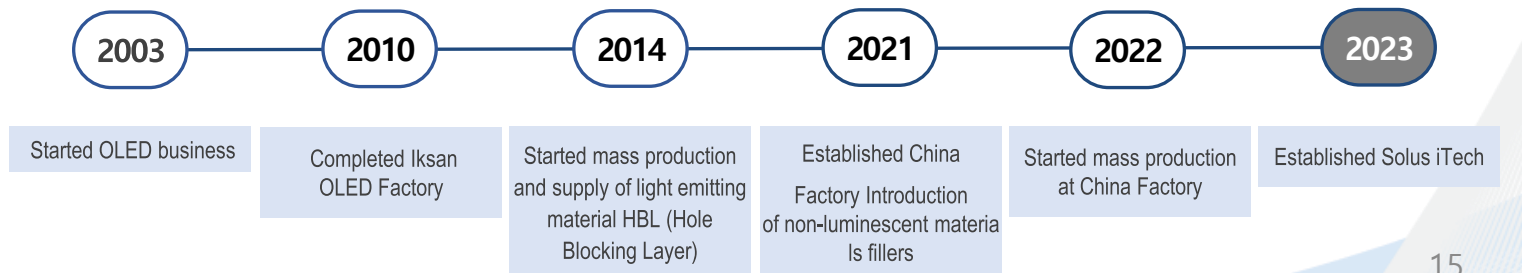 2003
2010
2014
2021
2022
2023
Started OLED business
Completed Iksan
OLED Factory
Started mass production
and supply of light emitting
material HBL (Hole
Blocking Layer)
Established China
Factory Introduction
of non-luminescent materia
ls fillers
Started mass production
at China Factory
Established Solus iTech
15